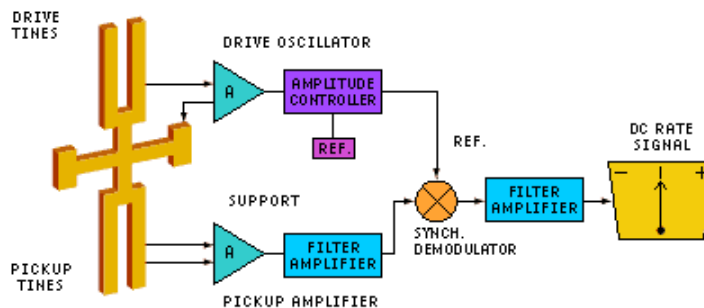 DRIVE
TINES
DRIVE OSCILLATOR
A
AMPLITUDE
CONTROLLER
REF.
REF.
DC RATE
SIGNAL
– | +
SUPPORT
A
FILTER
AMPLIFIER
SYNCH.
DEMODULATOR
FILTER
AMPLIFIER
PICKUP
TINES
PICKUP AMPLIFIER